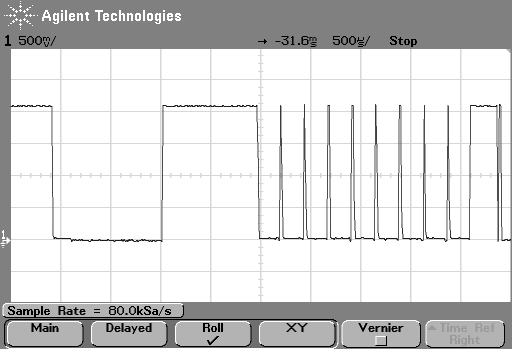 Agilent Technologies
1 500mV/ → -31.6ms 500ms/ Stop
1
Sample Rate = 80.0kSa/s
Main Delayed Roll XY Vernier Time Ref
✓ Right